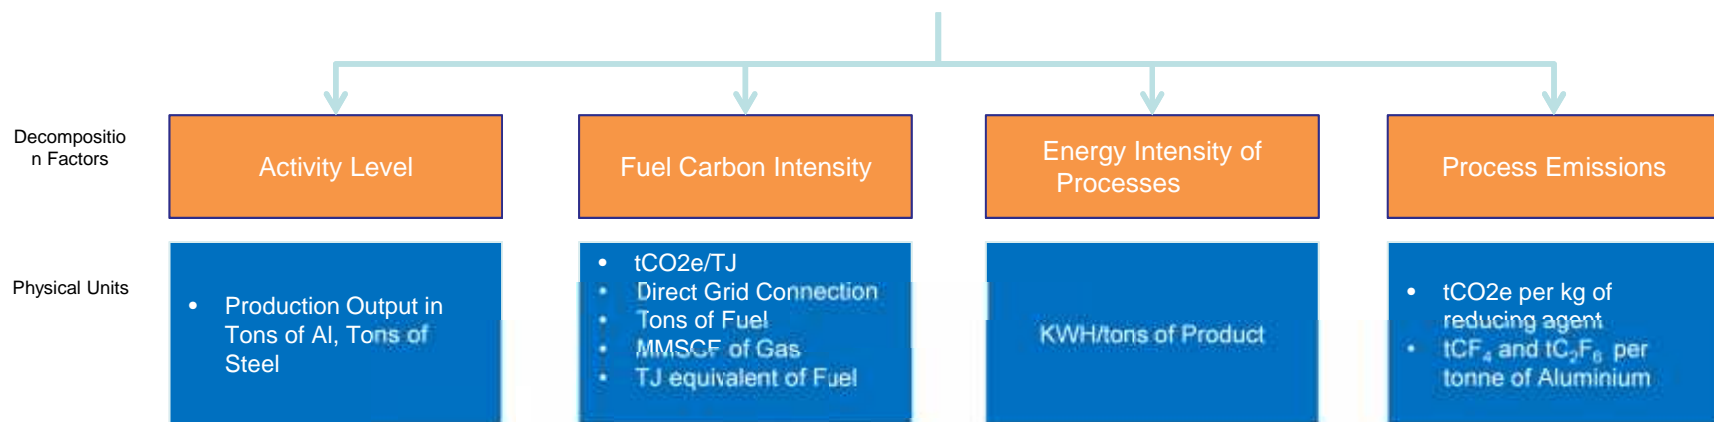 Decompositio
n Factors
Activity Level
Fuel Carbon Intensity
Energy Intensity of
Processes
Process Emissions
Physical Units
• Production Output in
Tons of Al, Tons of
Steel
• tCO2e/TJ
• Direct Grid Connection
• Tons of Fuel
• MMSCF of Gas
• TJ equivalent of Fuel
KWH/tons of Product
• tCO2e per kg of
reducing agent
• tCF₄ and tC₂F₆ per
tonne of Aluminium